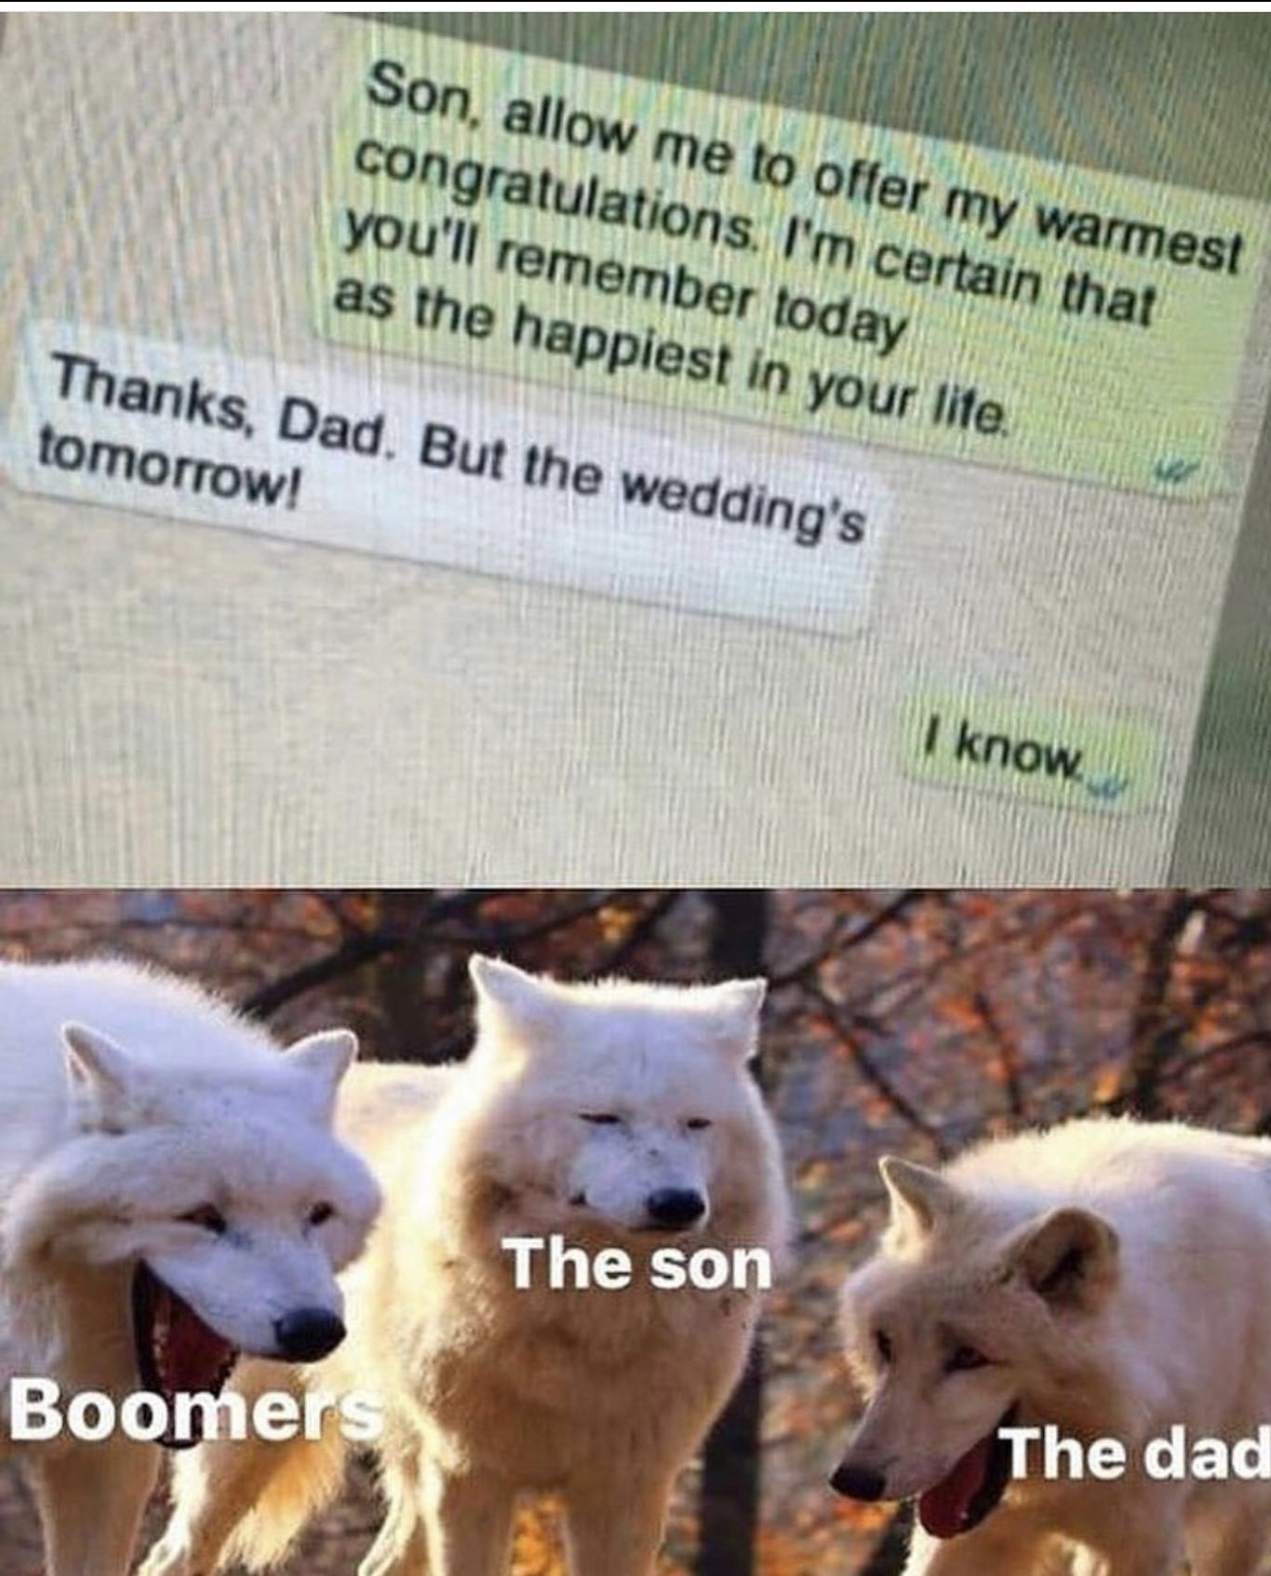 Son, allow me to offer my warmest
congratulations. I'm certain that
you'll remember today
as the happiest in your life.
Thanks, Dad. But the wedding's
tomorrow!
I know.
The son
Boomers
The dad